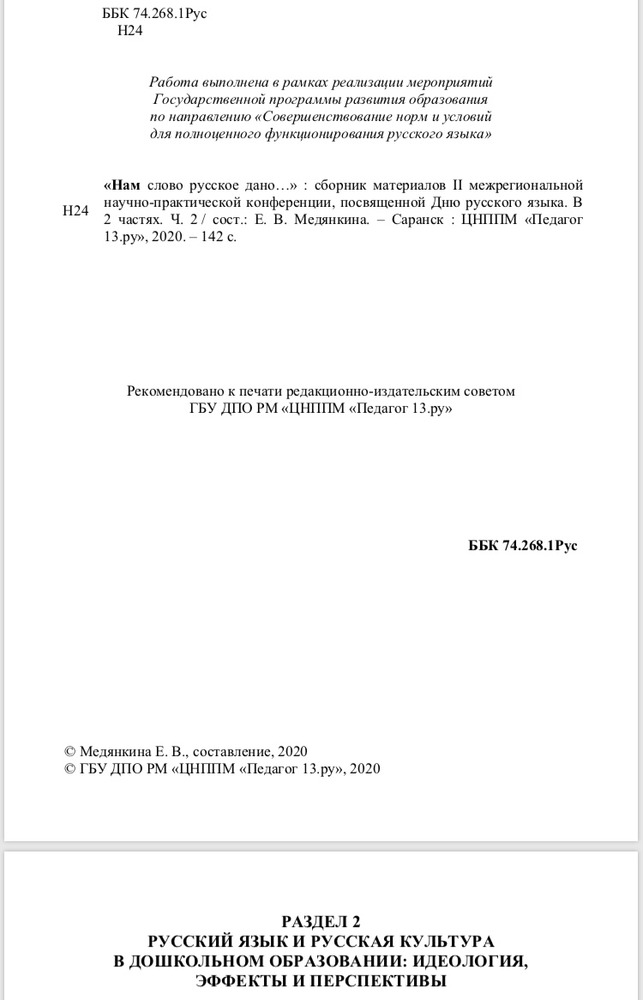 ББК 74.268.1Рус
Н24
Работа выполнена в рамках реализации мероприятий
Государственной программы развития образования
по направлению «Совершенствование норм и условий
для полноценного функционирования русского языка»
«Нам слово русское дано…» : сборник материалов II межрегиональной
научно-практической конференции, посвященной Дню русского языка. В
Н24
2 частях. Ч. 2 / сост.: Е. В. Медянкина. – Саранск : ЦНППМ «Педагог
13.ру», 2020. – 142 с.
Рекомендовано к печати редакционно-издательским советом
ГБУ ДПО РМ «ЦНППМ «Педагог 13.ру»
ББК 74.268.1Рус
© Медянкина Е. В., составление, 2020
© ГБУ ДПО РМ «ЦНППМ «Педагог 13.ру», 2020
РАЗДЕЛ 2
РУССКИЙ ЯЗЫК И РУССКАЯ КУЛЬТУРА
В ДОШКОЛЬНОМ ОБРАЗОВАНИИ: ИДЕОЛОГИЯ,
ЭФФЕКТЫ И ПЕРСПЕКТИВЫ